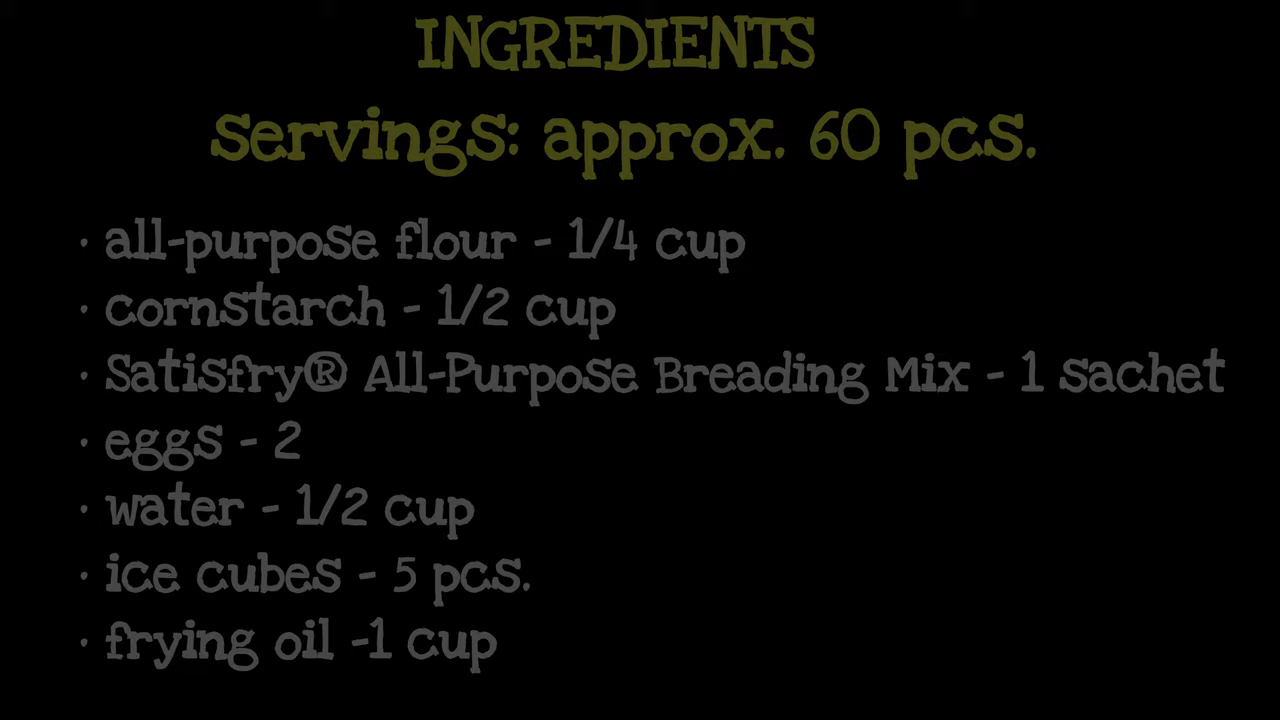 INGREDIENTS
servings: approx. 60 pcs.
· all-purpose flour - 1/4 cup
· cornstarch - 1/2 cup
· Satisfry® All-Purpose Breading Mix - 1 sachet
· eggs - 2
· water - 1/2 cup
· ice cubes - 5 pcs.
· frying oil -1 cup